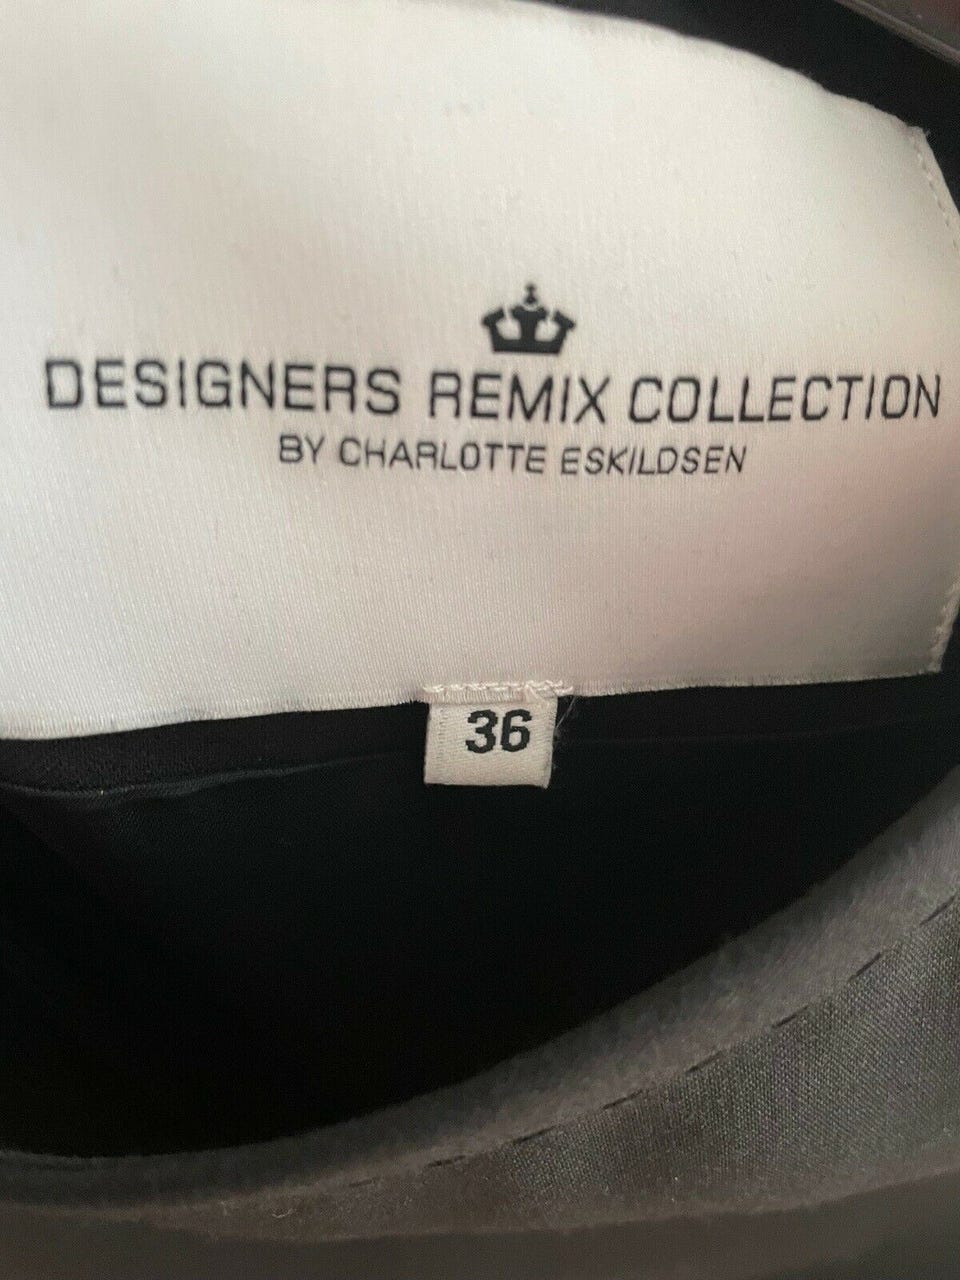 DESIGNERS REMIX COLLECTION
BY CHARLOTTE ESKILDSEN
36